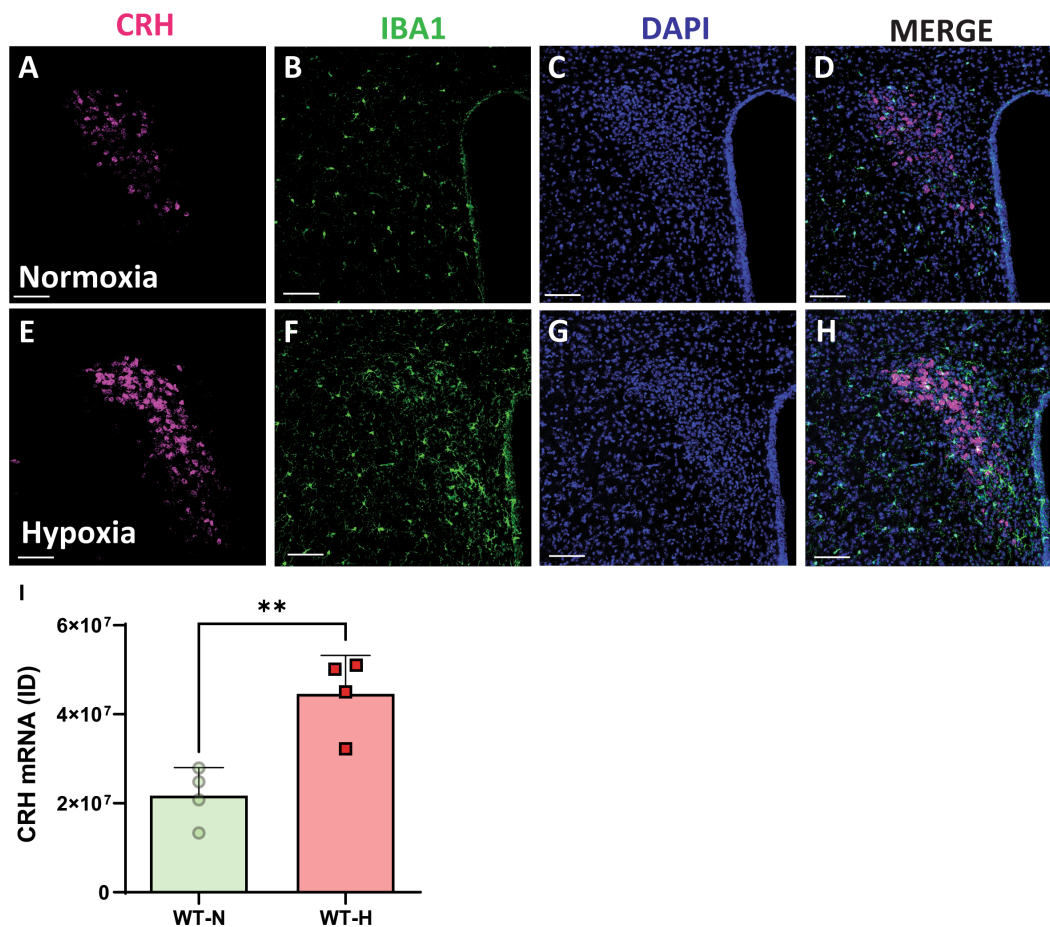 CRH IBA1 DAPI MERGE
A B C D
Normoxia
E F G H
Hypoxia
I
**
6×10⁷
4×10⁷
2×10⁷
0
CRH mRNA (ID)
WT-N WT-H